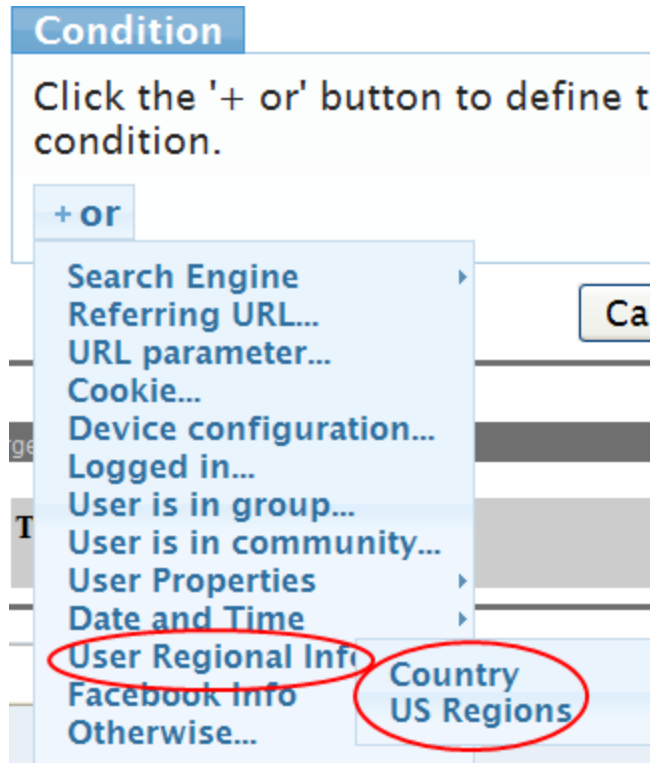 Condition
Click the '+ or' button to define t
condition.
+ or
Search Engine
Referring URL...
Ca
URL parameter...
Cookie...
Device configuration...
ge
Logged in...
User is in group...
T
User is in community...
User Properties
Date and Time
User Regional Info
Country
Facebook Info
US Regions
Otherwise...